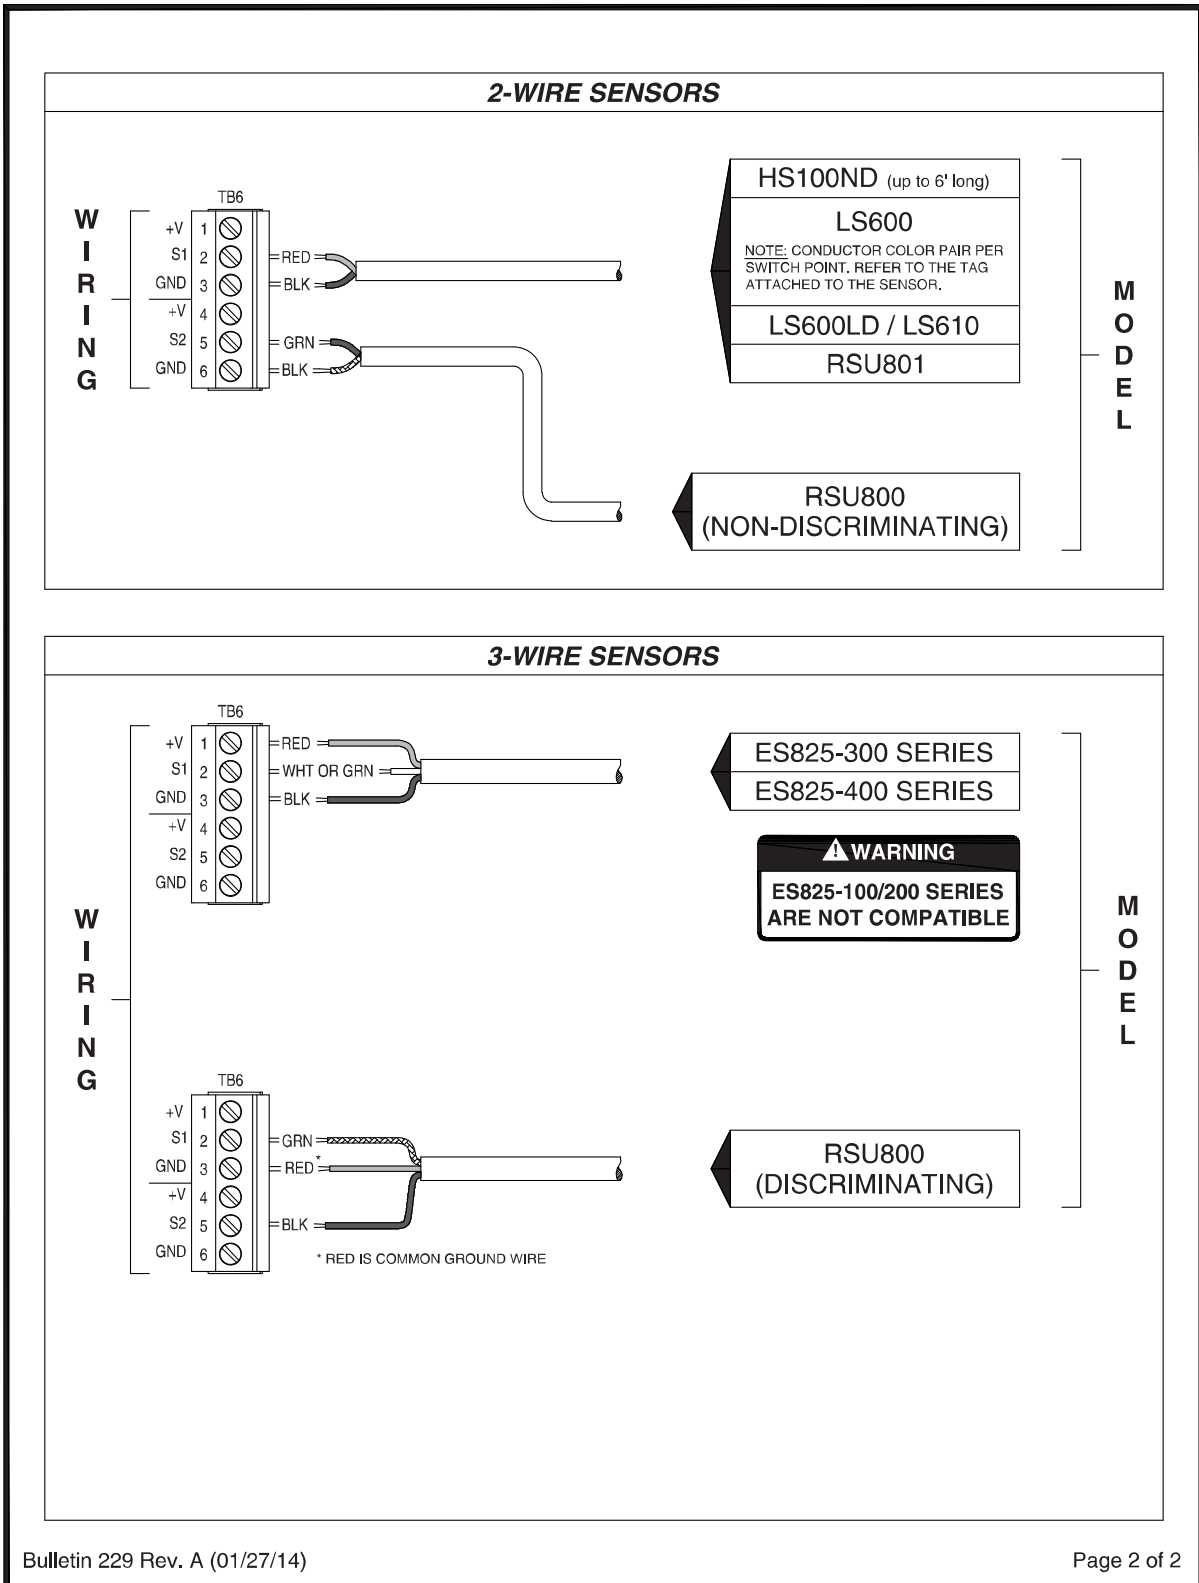 2-WIRE SENSORS
WIRING
TB6
+V 1
S1 2 RED
GND 3 BLK
+V 4
S2 5 GRN
GND 6 BLK
HS100ND (up to 6' long)
LS600
NOTE: CONDUCTOR COLOR PAIR PER
SWITCH POINT. REFER TO THE TAG
ATTACHED TO THE SENSOR.
LS600LD / LS610
RSU801
RSU800
(NON-DISCRIMINATING)
MODEL
3-WIRE SENSORS
WIRING
TB6
+V 1 RED
S1 2 WHT OR GRN
GND 3 BLK
+V 4
S2 5
GND 6
ES825-300 SERIES
ES825-400 SERIES
WARNING
ES825-100/200 SERIES
ARE NOT COMPATIBLE
MODEL
TB6
+V 1
S1 2 GRN
GND 3 RED*
+V 4
S2 5 BLK
GND 6
* RED IS COMMON GROUND WIRE
RSU800
(DISCRIMINATING)
Bulletin 229 Rev. A (01/27/14)
Page 2 of 2